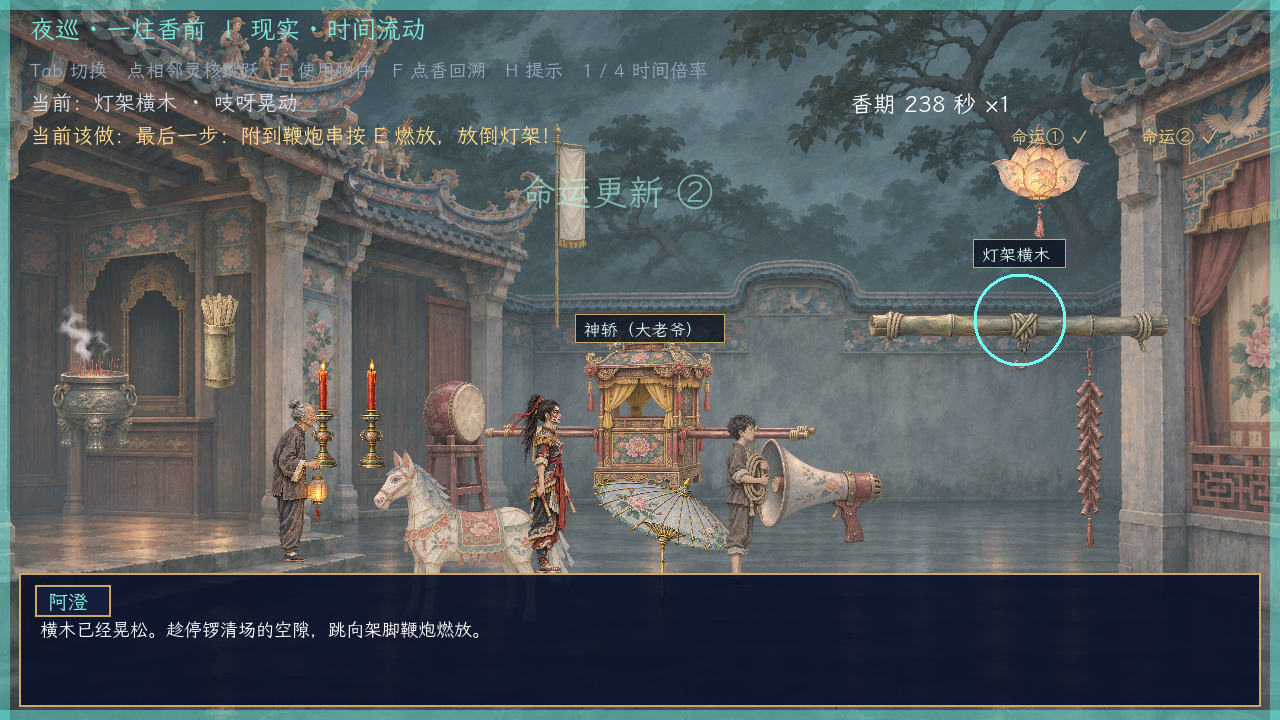 夜巡·一炷香前 | 现实·时间流动
Tab 切换 点相邻灵核跳跃 E 使用物件 F 点香回溯 H 提示 1/4 时间倍率
当前：灯架横木 · 吱呀晃动
香期 238 秒 ×1
当前该做：最后一步：附到鞭炮串按 E 燃放，放倒灯架！
命运① ✓ 命运② ✓
命运更新 ②
灯架横木
神轿（大老爷）
阿澄
横木已经晃松。趁停锣清场的空隙，跳向架脚鞭炮燃放。